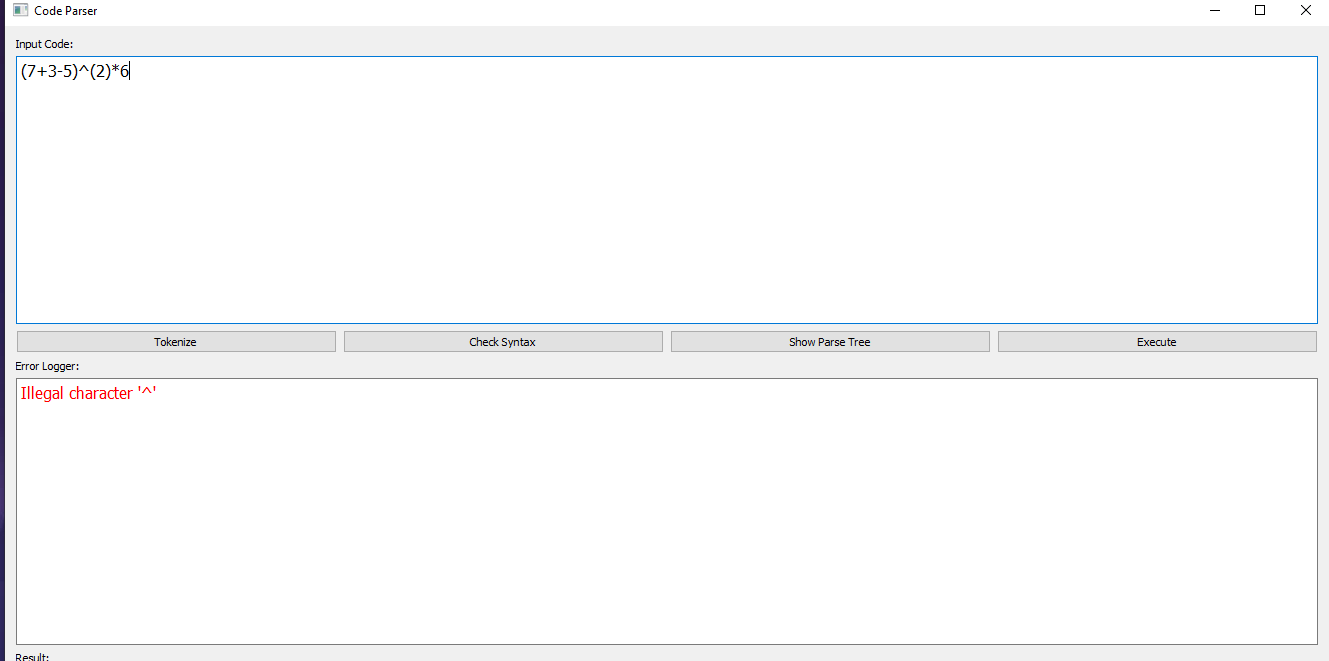 Code Parser
Input Code:
(7+3-5)^(2)*6
Tokenize
Check Syntax
Show Parse Tree
Execute
Error Logger:
Illegal character '^'
Result: